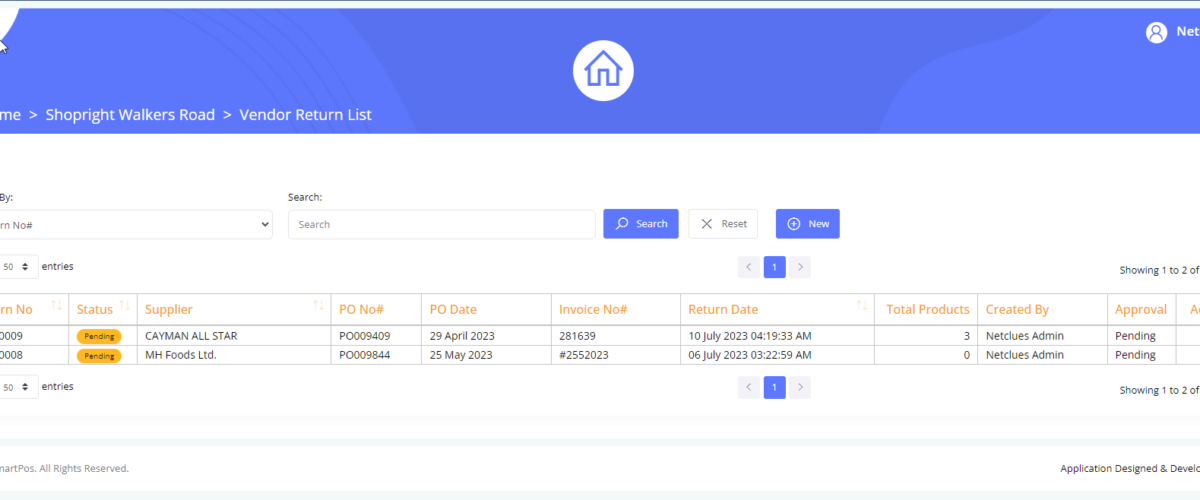 Net
me > Shopright Walkers Road > Vendor Return List
By:
Search:
rn No#
Search
Search
Reset
New
50 entries
1
Showing 1 to 2 of
rn No Status Supplier PO No# PO Date Invoice No# Return Date Total Products Created By Approval A
0009 Pending CAYMAN ALL STAR PO009409 29 April 2023 281639 10 July 2023 04:19:33 AM 3 Netclues Admin Pending
0008 Pending MH Foods Ltd. PO009844 25 May 2023 #2552023 06 July 2023 03:22:59 AM 0 Netclues Admin Pending
50 entries
1
Showing 1 to 2 of
martPos. All Rights Reserved.
Application Designed & Develo